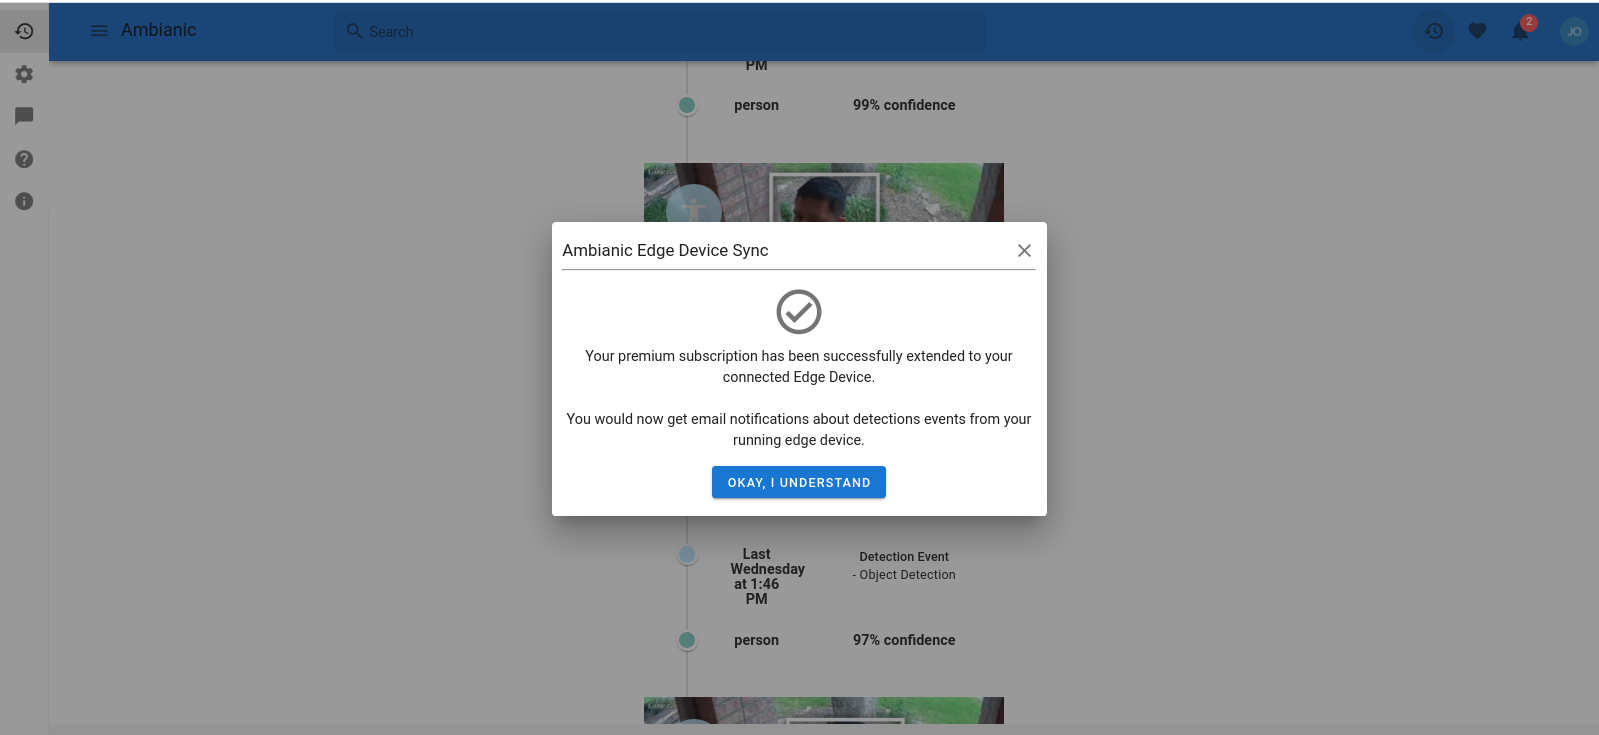 Ambianic
Search
2
JO
PM
person
99% confidence
Ambianic Edge Device Sync
Your premium subscription has been successfully extended to your
connected Edge Device.
You would now get email notifications about detections events from your
running edge device.
OKAY, I UNDERSTAND
Last
Wednesday
at 1:46
PM
Detection Event
- Object Detection
person
97% confidence